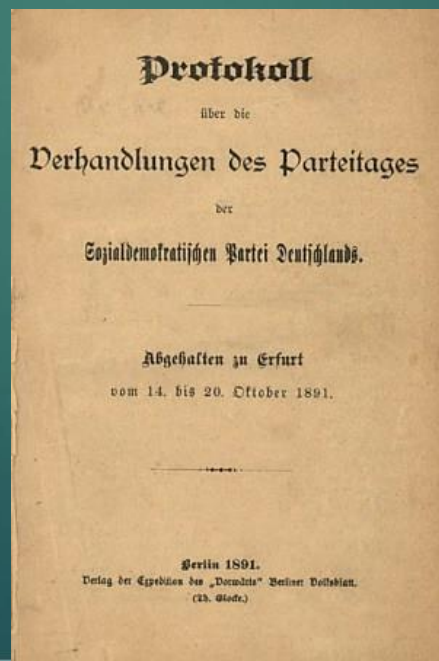 Protokoll
über die
Verhandlungen des Parteitages
der
Sozialdemokratischen Partei Deutschlands.
Abgehalten zu Erfurt
vom 14. bis 20. Oktober 1891.
Berlin 1891.
Verlag der Expedition des „Vorwärts“ Berliner Volksblatt.
(Th. Glocke.)